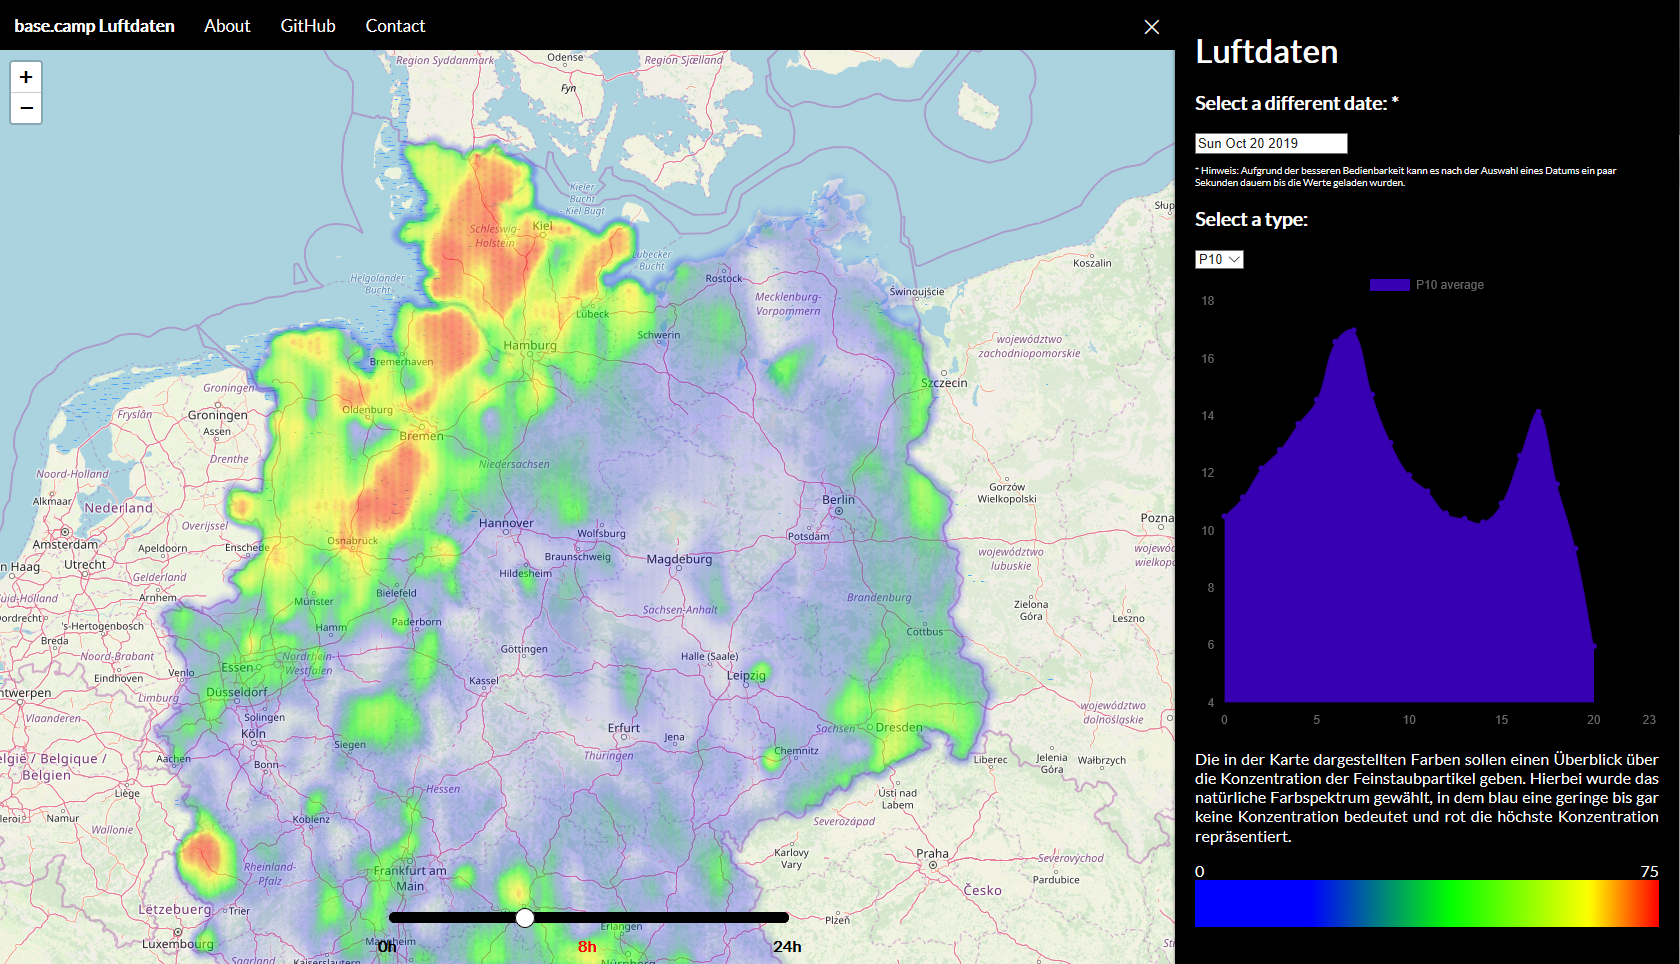 base.camp Luftdaten About GitHub Contact
+
−
Region Syddanmark
Odense
Fyn
Region Sjælland
Kieler
Bucht
- Kiel Bugt
Schleswig-
Holstein
Kiel
Lübecker
Bucht
Helgoländer
Bucht
Rostock
Koszalin
Słup
Mecklenburg-
Vorpommern
Świnoujście
Lübeck
Schwerin
Hamburg
województwo
zachodniopomorskie
Bremerhaven
Szczecin
Groningen
Fryslân
Groningen
Assen
Oldenburg
Bremen
Drenthe
Niedersachsen
Noord-Holland
Alkmaar
Nederland
Overijssel
Gorzów
Wielkopolski
Berlin
Pozna
Hannover
Wolfsburg
Potsdam
Amsterdam
Apeldoorn
Enschede
Osnabrück
Braunschweig
Magdeburg
województwo
lubuskie
wojewó
wielkop
n Haag
Utrecht
Gelderland
Hildesheim
Arnhem
Münster
Bielefeld
Sachsen-Anhalt
Brandenburg
Zielona
Góra
Leszno
uid-Holland
ordrecht
's-Hertogenbosch
Hamm
Paderborn
Cottbus
Breda
Noord-Brabant
Göttingen
Halle (Saale)
Eindhoven
Venlo
Essen
Nordrhein-
Westfalen
Kassel
Leipzig
ntwerpen
Limburg
Düsseldorf
Vlaanderen
Solingen
Köln
Erfurt
Jena
Sachsen
Dresden
województwo
dolnośląskie
Siegen
Thüringen
Chemnitz
Liberec
Jelenia
Góra
Wałbrzych
elgië / Belgique /
Belgien
Aachen
Bonn
Liège
Hessen
Ústí nad
Labem
leroi
Namur
Wallonie
Koblenz
Severozápad
Rheinland-
Pfalz
Frankfurt am
Main
Karlovy
Vary
Praha
Severovýchod
Pardubice
Česko
Lëtzebuerg
Trier
Plzeň
Luxembourg
Mannheim
Erlangen
Saarland
Kaiserslautern
Nürnberg
0h 8h 24h
Luftdaten
Select a different date: *
Sun Oct 20 2019
* Hinweis: Aufgrund der besseren Bedienbarkeit kann es nach der Auswahl eines Datums ein paar
Sekunden dauern bis die Werte geladen wurden.
Select a type:
P10
P10 average
18
16
14
12
10
8
6
4
0 5 10 15 20 23
Die in der Karte dargestellten Farben sollen einen Überblick über
die Konzentration der Feinstaubpartikel geben. Hierbei wurde das
natürliche Farbspektrum gewählt, in dem blau eine geringe bis gar
keine Konzentration bedeutet und rot die höchste Konzentration
repräsentiert.
0 75